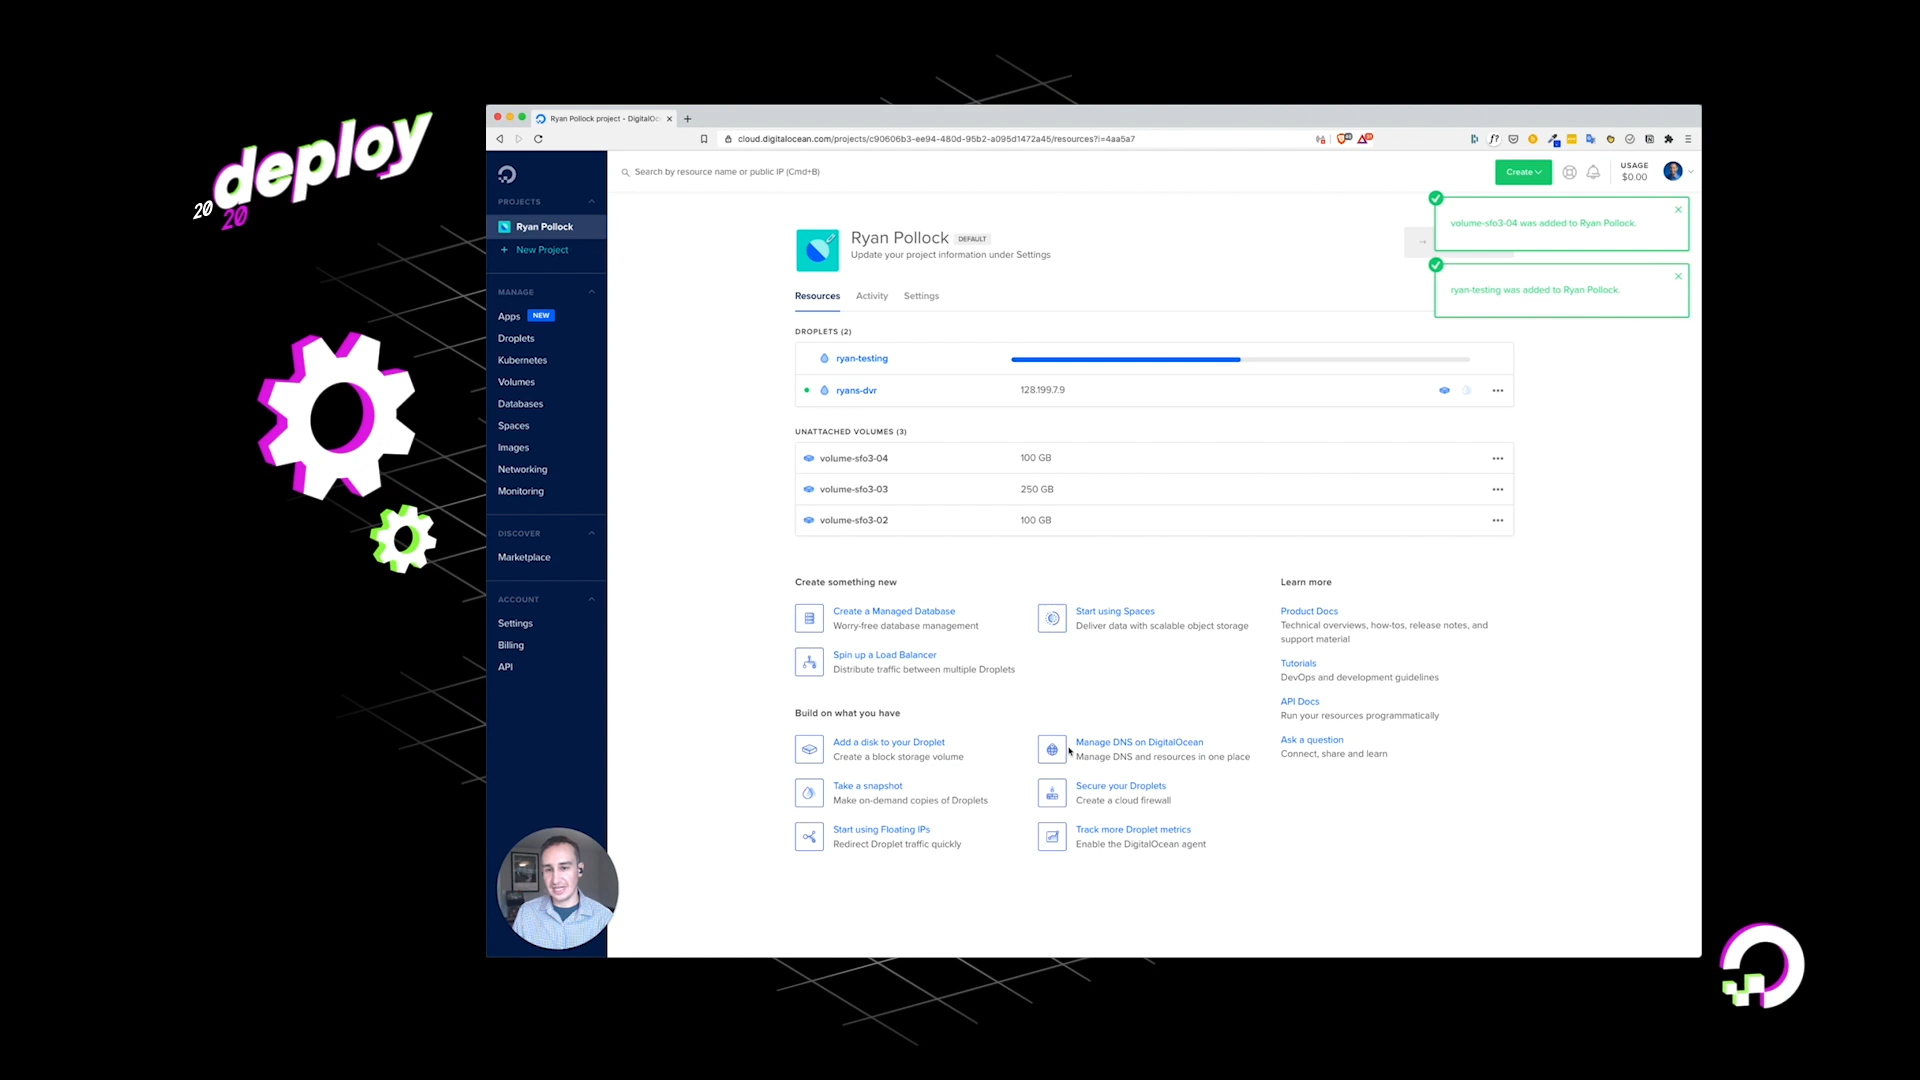 deploy
20
20
Ryan Pollock project - DigitalOc
cloud.digitalocean.com/projects/c90606b3-ee94-480d-95b2-a095d1472a45/resources?i=4aa5a7
Search by resource name or public IP (Cmd+B)
Create
USAGE
$0.00
PROJECTS
Ryan Pollock
+ New Project
MANAGE
Apps NEW
Droplets
Kubernetes
Volumes
Databases
Spaces
Images
Networking
Monitoring
DISCOVER
Marketplace
ACCOUNT
Settings
Billing
API
volume-sfo3-04 was added to Ryan Pollock.
ryan-testing was added to Ryan Pollock.
Ryan Pollock DEFAULT
Update your project information under Settings
Resources Activity Settings
DROPLETS (2)
ryan-testing
ryans-dvr 128.199.7.9
UNATTACHED VOLUMES (3)
volume-sfo3-04 100 GB
volume-sfo3-03 250 GB
volume-sfo3-02 100 GB
Create something new
Create a Managed Database
Worry-free database management
Start using Spaces
Deliver data with scalable object storage
Spin up a Load Balancer
Distribute traffic between multiple Droplets
Build on what you have
Add a disk to your Droplet
Create a block storage volume
Manage DNS on DigitalOcean
Manage DNS and resources in one place
Take a snapshot
Make on-demand copies of Droplets
Secure your Droplets
Create a cloud firewall
Start using Floating IPs
Redirect Droplet traffic quickly
Track more Droplet metrics
Enable the DigitalOcean agent
Learn more
Product Docs
Technical overviews, how-tos, release notes, and
support material
Tutorials
DevOps and development guidelines
API Docs
Run your resources programmatically
Ask a question
Connect, share and learn